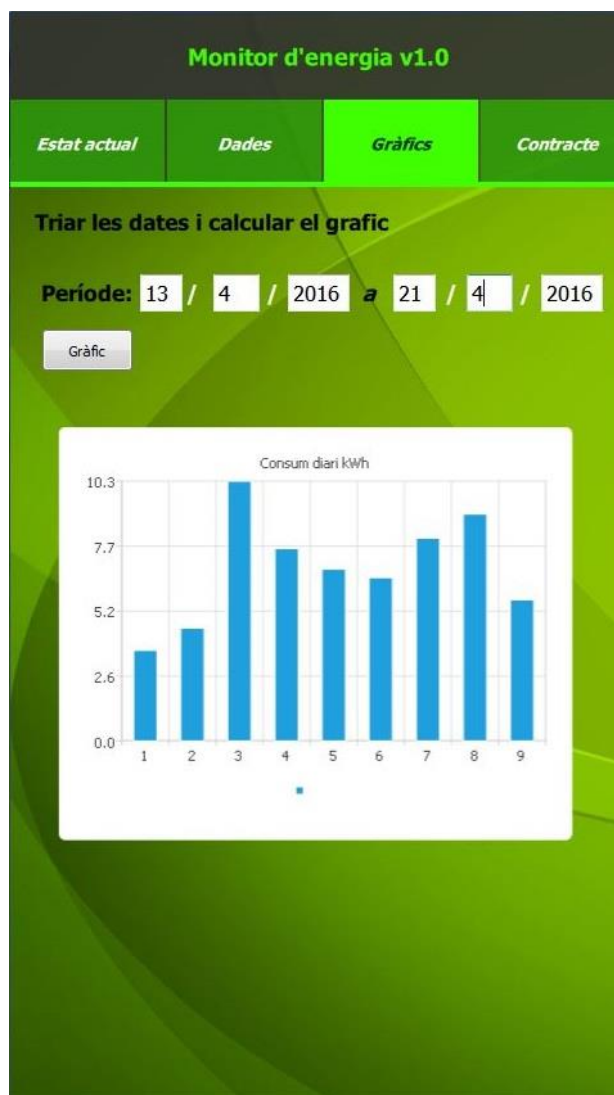 Monitor d'energia v1.0
Estat actual Dades Gràfics Contracte
Triar les dates i calcular el grafic
Període: 13 / 4 / 2016 a 21 / 4 / 2016
Gràfic
Consum diari kWh
10.3
7.7
5.2
2.6
0.0
1 2 3 4 5 6 7 8 9